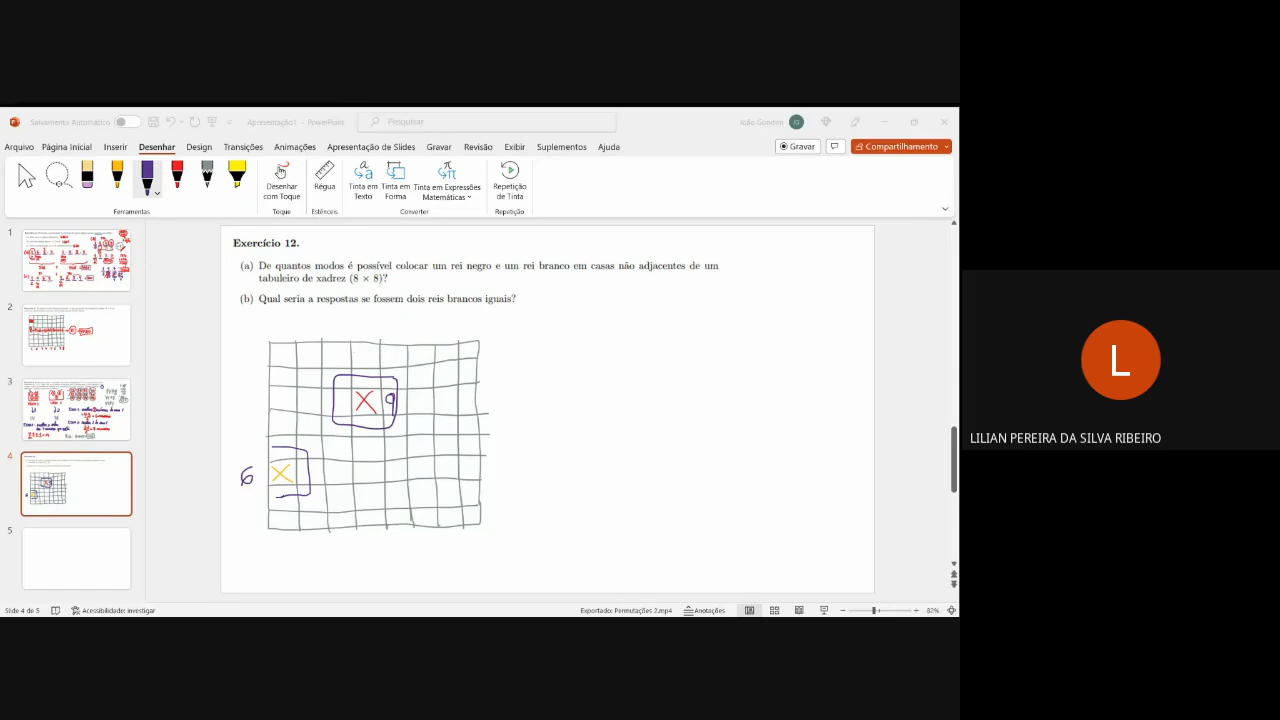 Salvamento Automático
Apresentação1 - PowerPoint
Pesquisar
João Gondim
JG
Arquivo Página Inicial Inserir Desenhar Design Transições Animações Apresentação de Slides Gravar Revisão Exibir Suplementos Ajuda
Gravar
Compartilhamento
Desenhar com Toque
Régua
Tinta em Texto
Tinta em Forma
Tinta em Expressões Matemáticas
Repetição de Tinta
Ferramentas
Toque
Estênceis
Converter
Repetição
1
2
3
4
5
Exercício 12.
(a) De quantos modos é possível colocar um rei negro e um rei branco em casas não adjacentes de um
tabuleiro de xadrez (8 × 8)?
(b) Qual seria a respostas se fossem dois reis brancos iguais?
X 9
6 X
L
LILIAN PEREIRA DA SILVA RIBEIRO
Slide 4 de 5
Acessibilidade: investigar
Exportado: Permutações 2.mp4
Anotações
82%